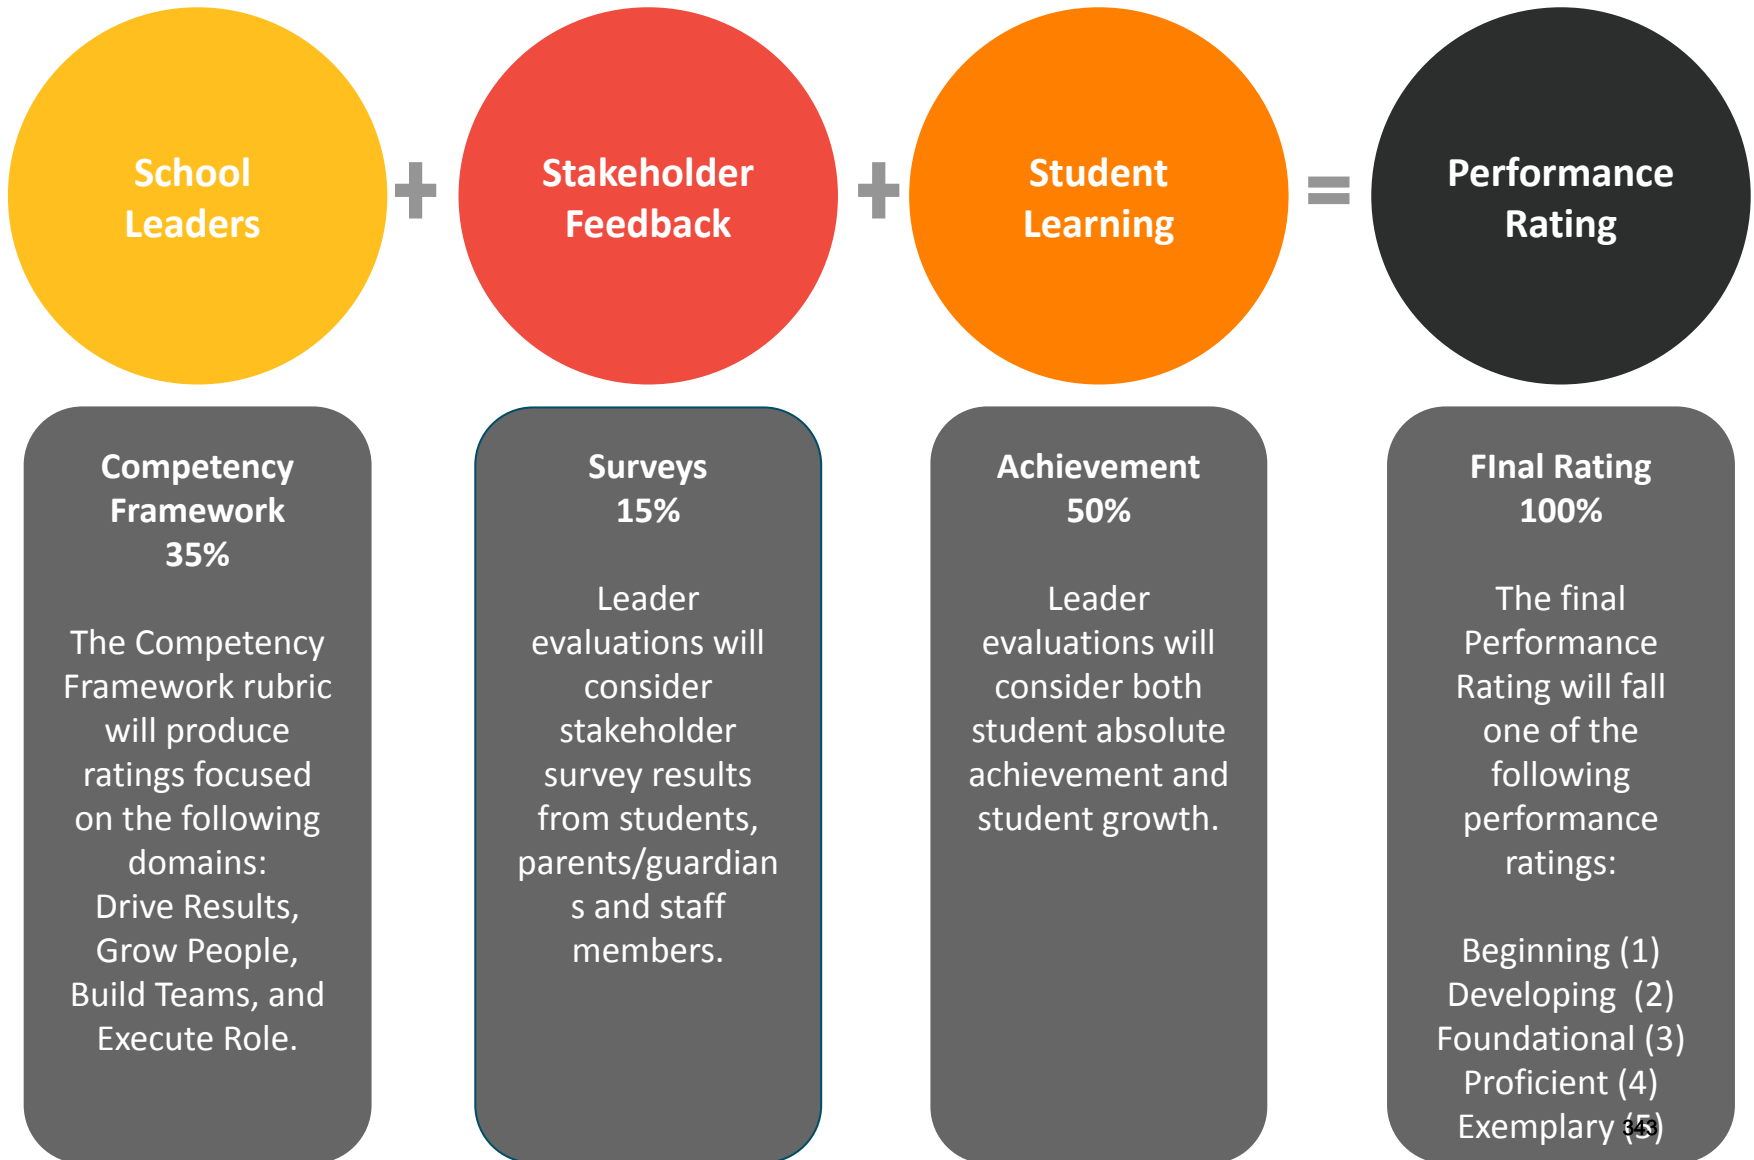 School
Leaders
+
Stakeholder
Feedback
+
Student
Learning
=
Performance
Rating
Competency
Framework
35%
The Competency
Framework rubric
will produce
ratings focused
on the following
domains:
Drive Results,
Grow People,
Build Teams, and
Execute Role.
Surveys
15%
Leader
evaluations will
consider
stakeholder
survey results
from students,
parents/guardian
s and staff
members.
Achievement
50%
Leader
evaluations will
consider both
student absolute
achievement and
student growth.
FInal Rating
100%
The final
Performance
Rating will fall
one of the
following
performance
ratings:
Beginning (1)
Developing  (2)
Foundational (3)
Proficient (4)
Exemplary (5)
343